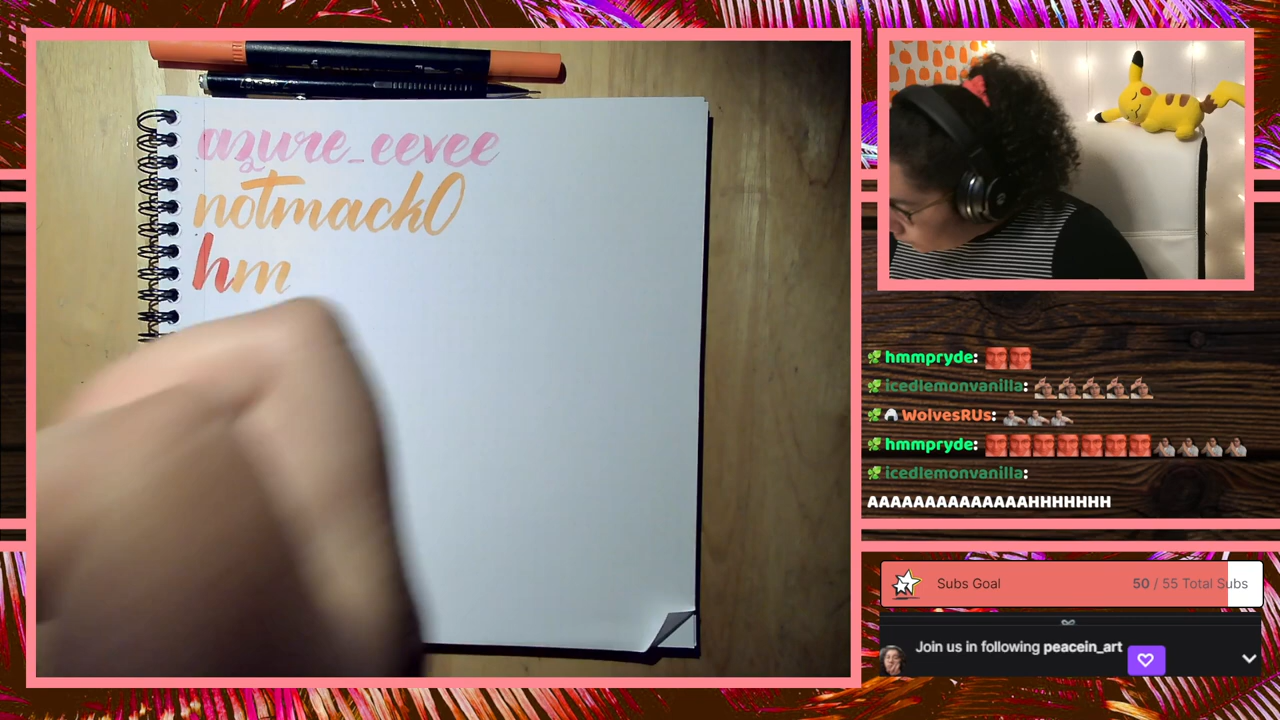 azure_eevee
notmack0
hm
hmmpryde:
icedlemonvanilla:
WolvesRUs:
hmmpryde:
icedlemonvanilla:
AAAAAAAAAAAAAAHHHHHHH
Subs Goal 50 / 55 Total Subs
Join us in following peacein_art